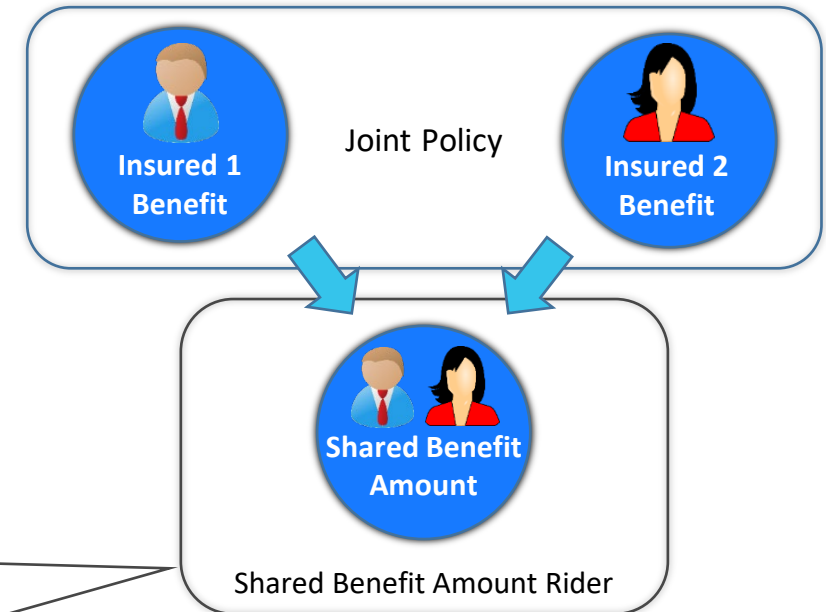 Insured 1
Benefit
Joint Policy
Insured 2
Benefit
Shared Benefit
Amount
Shared Benefit Amount Rider